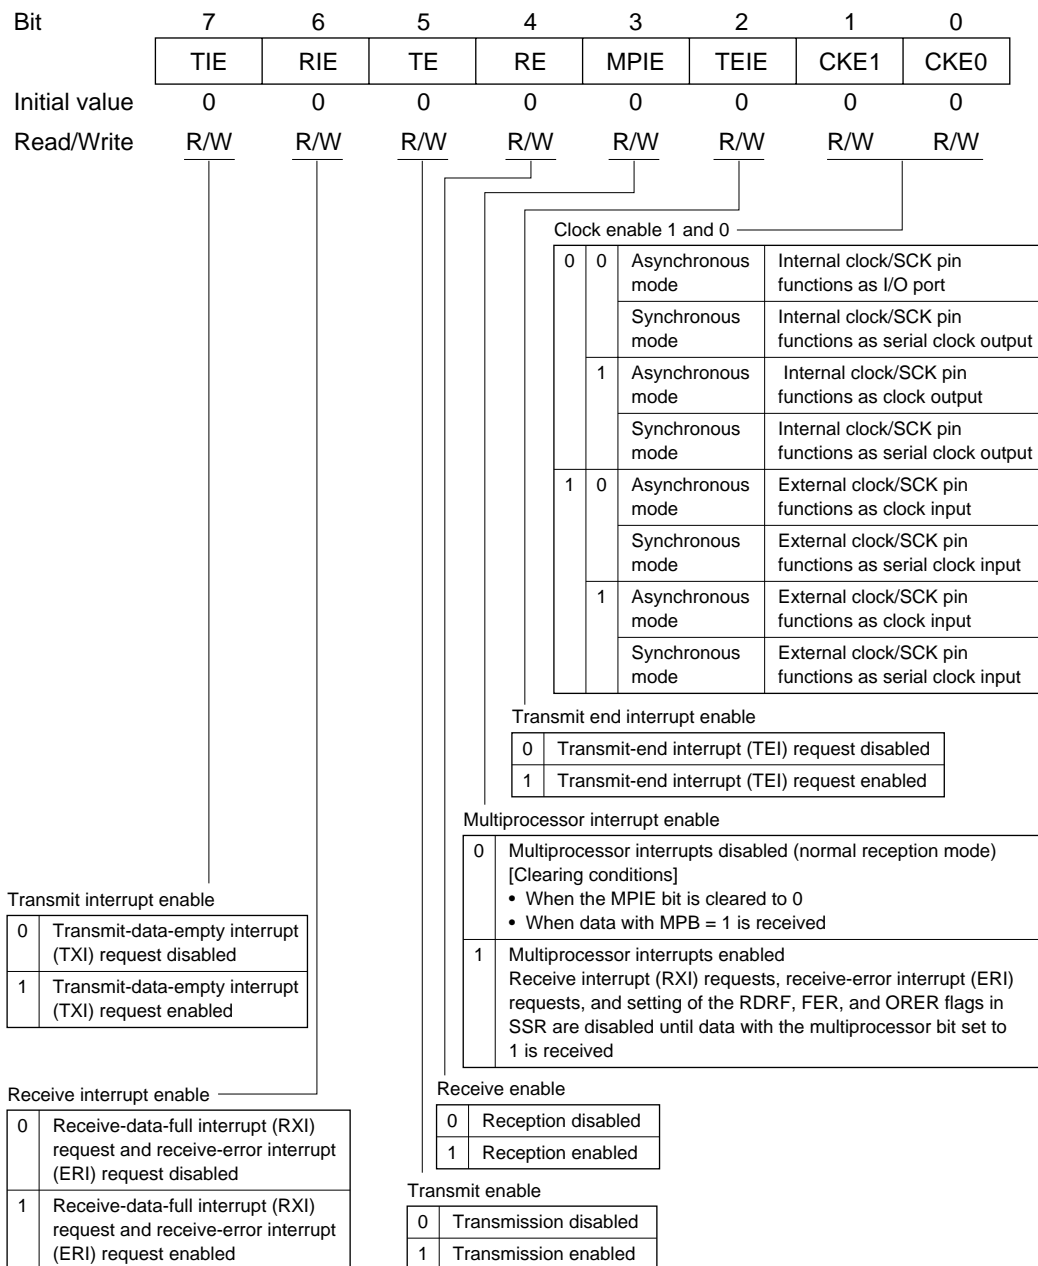 Bit 7 6 5 4 3 2 1 0
TIE RIE TE RE MPIE TEIE CKE1 CKE0
Initial value 0 0 0 0 0 0 0 0
Read/Write R/W R/W R/W R/W R/W R/W R/W R/W
Clock enable 1 and 0
0 0 Asynchronous mode Internal clock/SCK pin functions as I/O port
Synchronous mode Internal clock/SCK pin functions as serial clock output
1 Asynchronous mode Internal clock/SCK pin functions as clock output
Synchronous mode Internal clock/SCK pin functions as serial clock output
1 0 Asynchronous mode External clock/SCK pin functions as clock input
Synchronous mode External clock/SCK pin functions as serial clock input
1 Asynchronous mode External clock/SCK pin functions as clock input
Synchronous mode External clock/SCK pin functions as serial clock input
Transmit end interrupt enable
0 Transmit-end interrupt (TEI) request disabled
1 Transmit-end interrupt (TEI) request enabled
Multiprocessor interrupt enable
0 Multiprocessor interrupts disabled (normal reception mode)
[Clearing conditions]
• When the MPIE bit is cleared to 0
• When data with MPB = 1 is received
1 Multiprocessor interrupts enabled
Receive interrupt (RXI) requests, receive-error interrupt (ERI)
requests, and setting of the RDRF, FER, and ORER flags in
SSR are disabled until data with the multiprocessor bit set to
1 is received
Transmit interrupt enable
0 Transmit-data-empty interrupt
(TXI) request disabled
1 Transmit-data-empty interrupt
(TXI) request enabled
Receive enable
0 Reception disabled
1 Reception enabled
Receive interrupt enable
0 Receive-data-full interrupt (RXI)
request and receive-error interrupt
(ERI) request disabled
1 Receive-data-full interrupt (RXI)
request and receive-error interrupt
(ERI) request enabled
Transmit enable
0 Transmission disabled
1 Transmission enabled